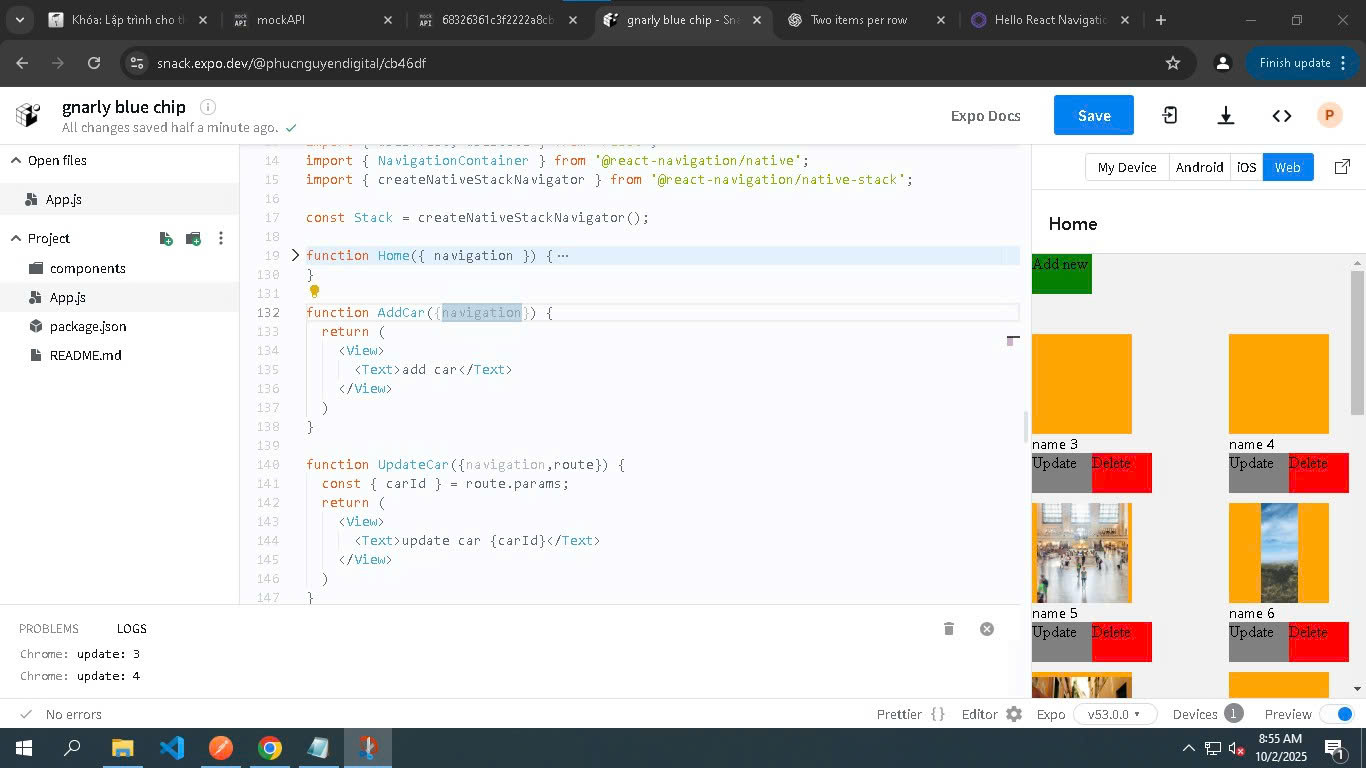 Khóa: Lập trình cho th
mockAPI
68326361c3f2222a8cb
gnarly blue chip - Sna
Two items per row
Hello React Navigatio
snack.expo.dev/@phucnguyendigital/cb46df
Finish update
gnarly blue chip
All changes saved half a minute ago.
Expo Docs
Save
P
Open files
App.js
Project
components
App.js
package.json
README.md
14 import { NavigationContainer } from '@react-navigation/native';
15 import { createNativeStackNavigator } from '@react-navigation/native-stack';
16
17 const Stack = createNativeStackNavigator();
18
19 function Home({ navigation }) {…
130 }
131
132 function AddCar({navigation}) {
133 return (
134 <View>
135 <Text>add car</Text>
136 </View>
137 )
138 }
139
140 function UpdateCar({navigation,route}) {
141 const { carId } = route.params;
142 return (
143 <View>
144 <Text>update car {carId}</Text>
145 </View>
146 )
147 }
My Device Android iOS Web
Home
Add new
name 3 name 4
Update Delete Update Delete
name 5 name 6
Update Delete Update Delete
PROBLEMS LOGS
Chrome: update: 3
Chrome: update: 4
No errors
Prettier {} Editor Expo v53.0.0 Devices 1 Preview
8:55 AM
10/2/2025
1